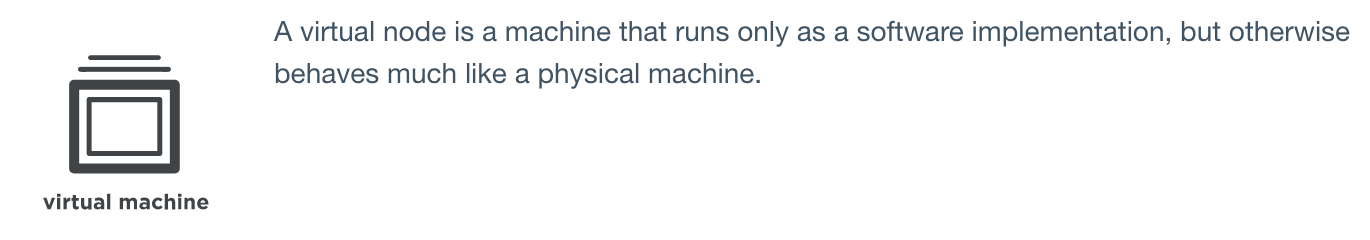 A virtual node is a machine that runs only as a software implementation, but otherwise
behaves much like a physical machine.
virtual machine